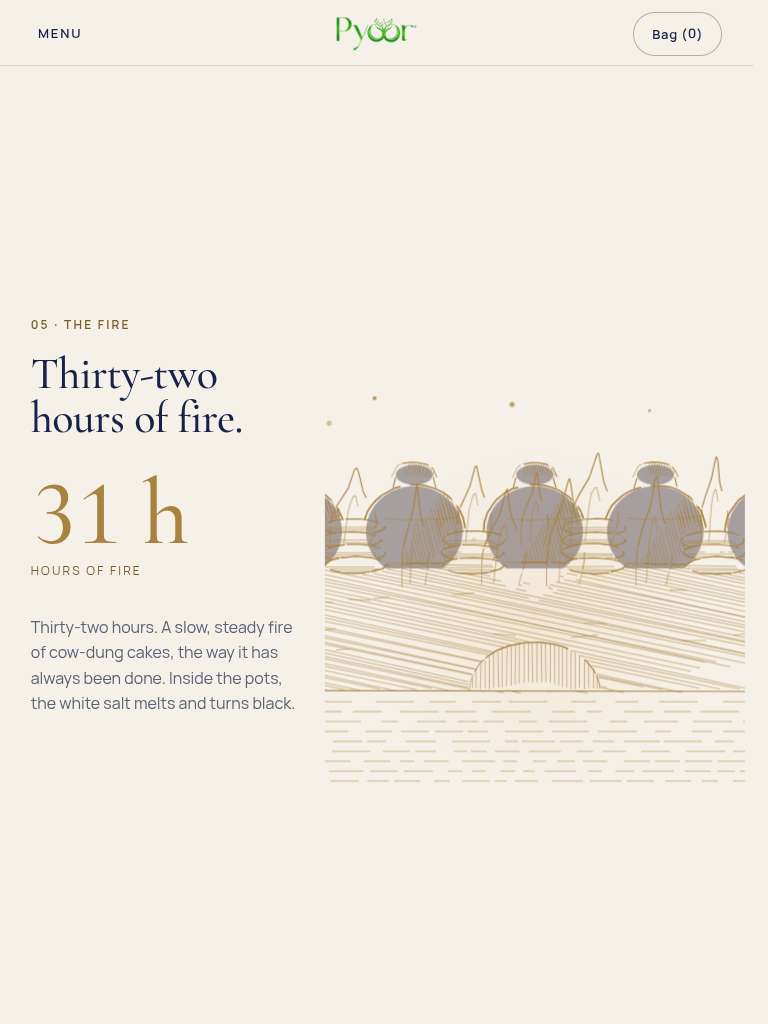 MENU
Pyoor
Bag (0)
05 · THE FIRE
Thirty-two
hours of fire.
31 h
HOURS OF FIRE
Thirty-two hours. A slow, steady fire
of cow-dung cakes, the way it has
always been done. Inside the pots,
the white salt melts and turns black.